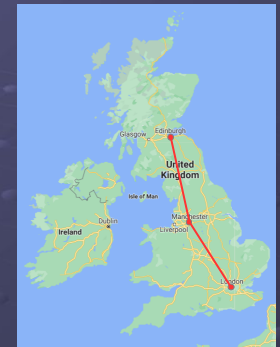 Edinburgh
Glasgow
United
Kingdom
Isle of Man
Manchester
Liverpool
Dublin
Ireland
London